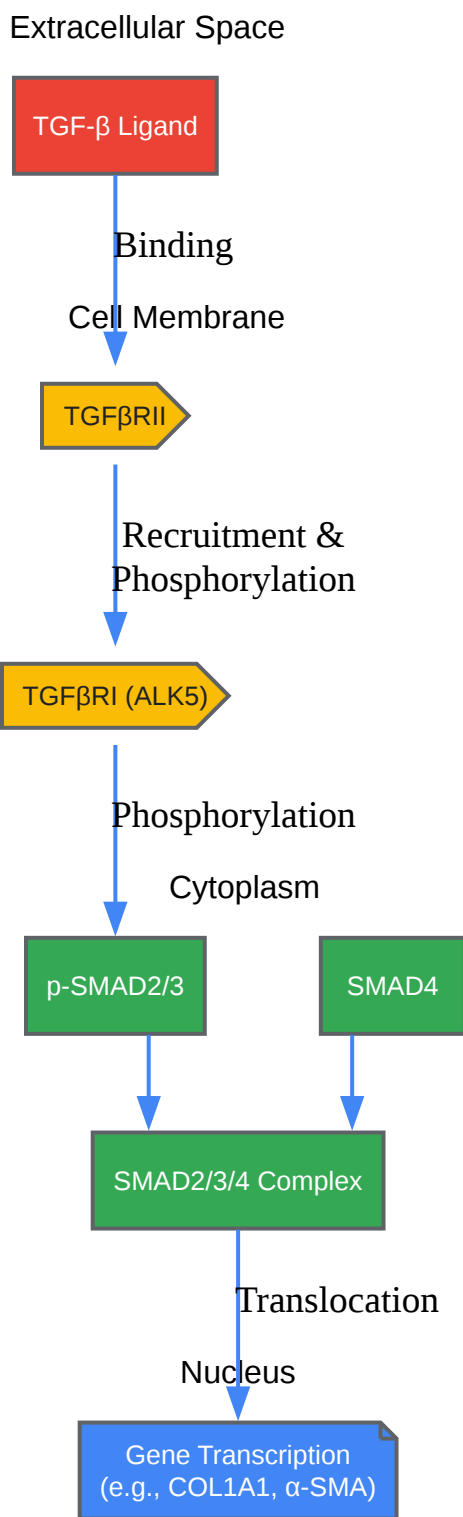 Extracellular Space
TGF-β Ligand
Binding
Cell Membrane
TGFβRII
Recruitment &
Phosphorylation
TGFβRI (ALK5)
Phosphorylation
Cytoplasm
p-SMAD2/3
SMAD4
SMAD2/3/4 Complex
Translocation
Nucleus
Gene Transcription
(e.g., COL1A1, α-SMA)